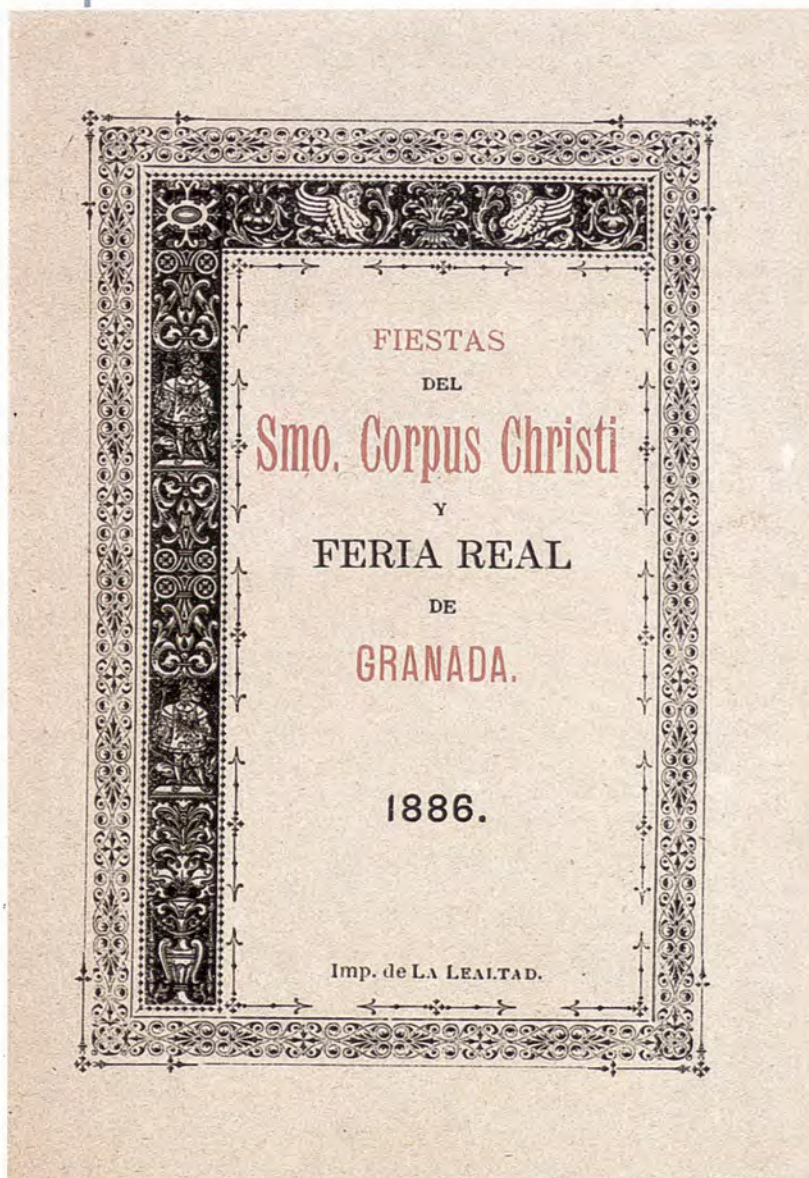 FIESTAS
DEL
Smo. Corpus Christi
Y
FERIA REAL
DE
GRANADA.
1886.
Imp. de LA LEALTAD.